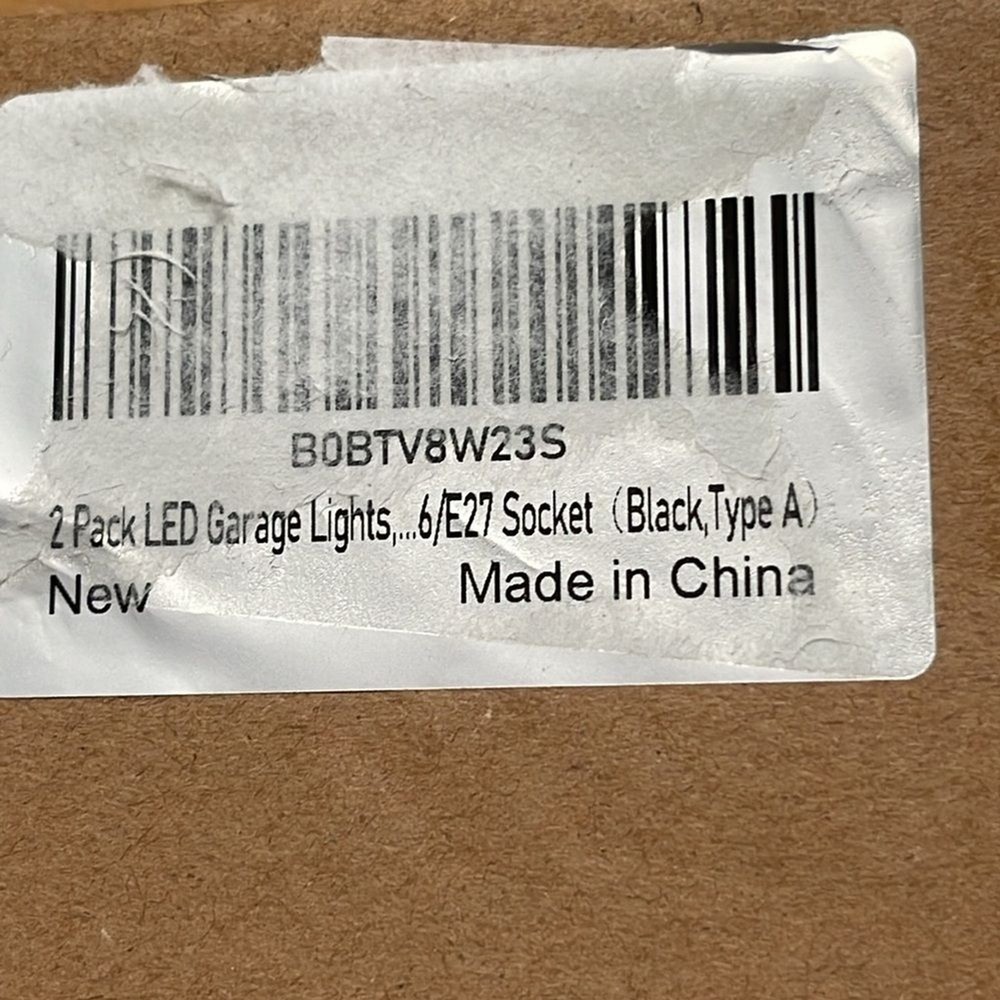 B0BTV8W23S
2 Pack LED Garage Lights,...6/E27 Socket（Black,Type A）
New Made in China